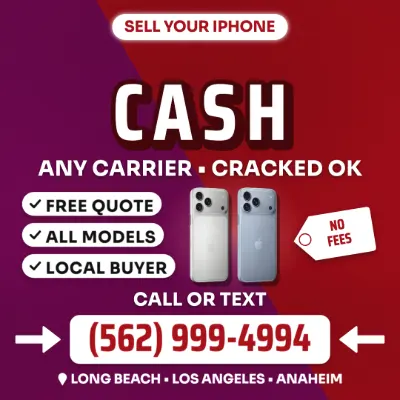 SELL YOUR IPHONE
CASH
ANY CARRIER • CRACKED OK
FREE QUOTE
ALL MODELS
LOCAL BUYER
NO
FEES
CALL OR TEXT
(562) 999-4994
LONG BEACH • LOS ANGELES • ANAHEIM